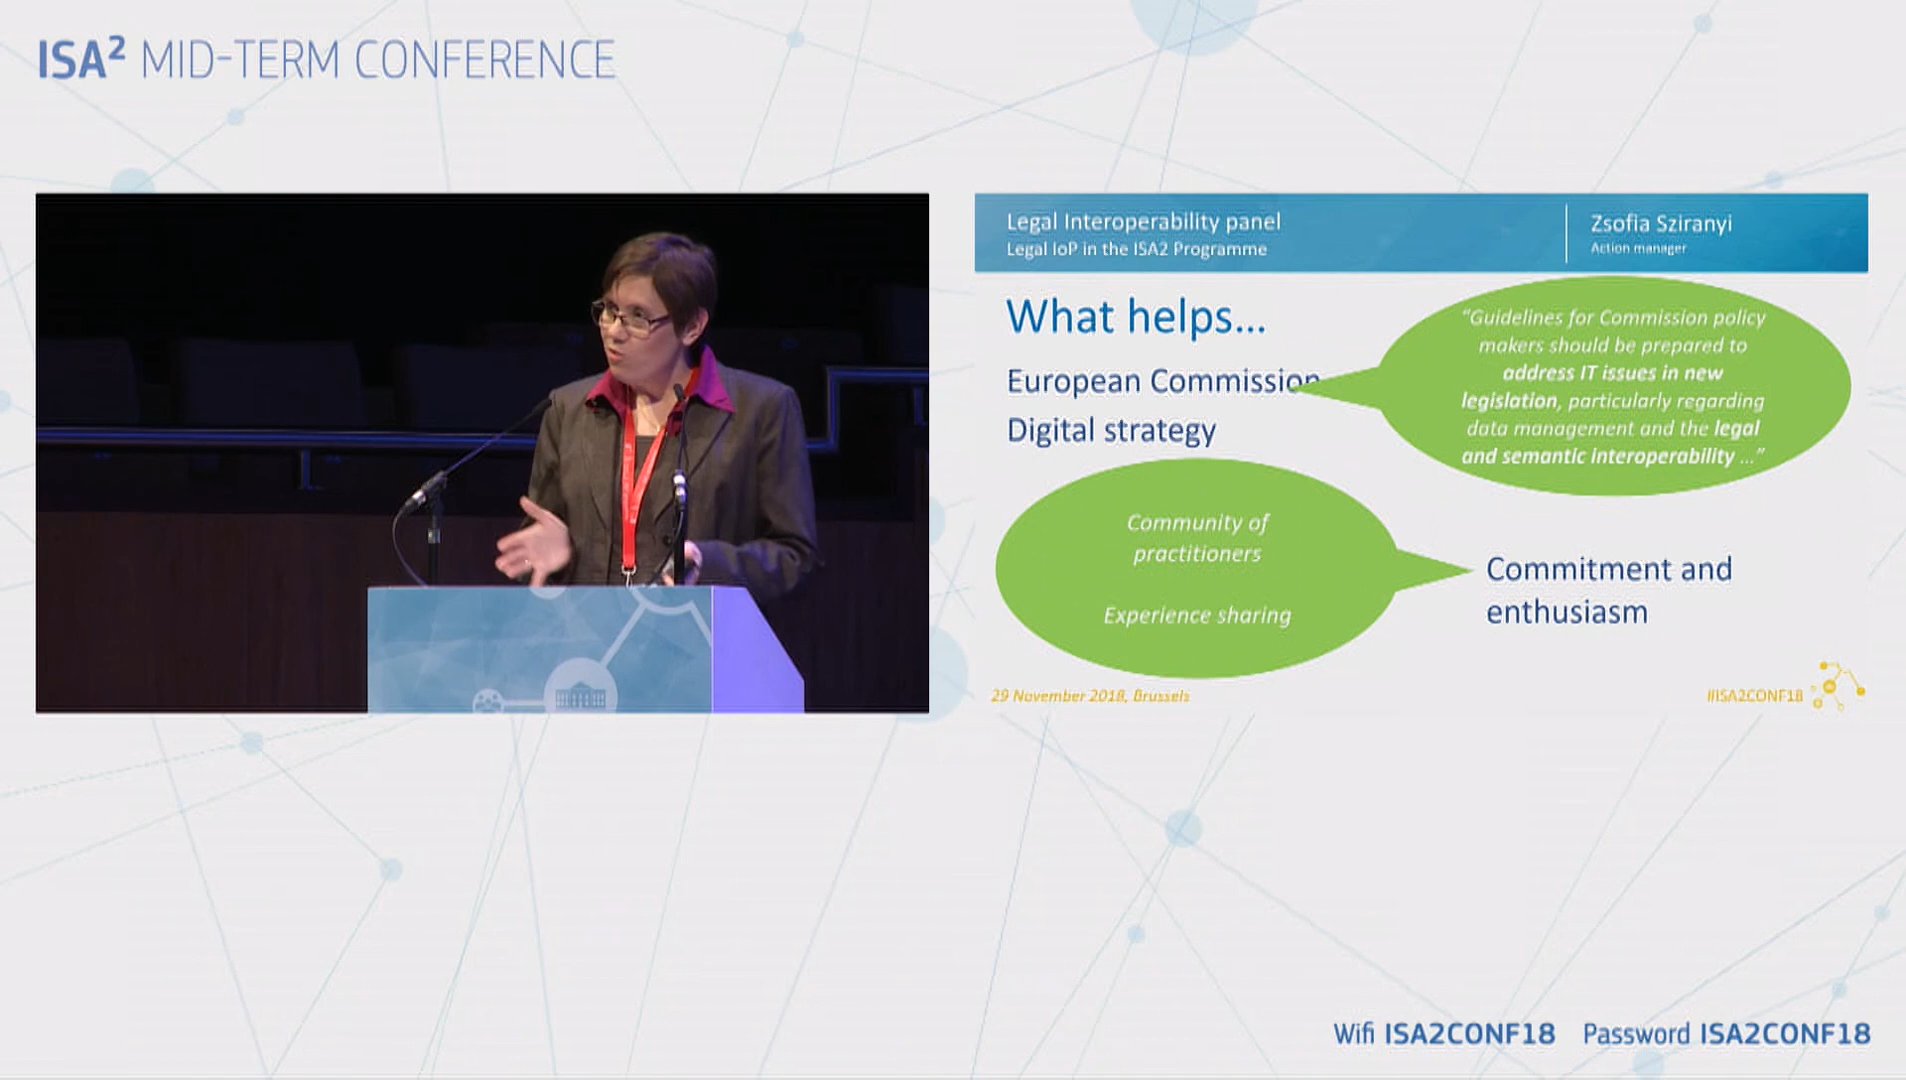 ISA² MID-TERM CONFERENCE
Legal Interoperability panel
Legal IoP in the ISA2 Programme
Zsofia Sziranyi
Action manager
What helps...
European Commission
Digital strategy
"Guidelines for Commission policy
makers should be prepared to
address IT issues in new
legislation, particularly regarding
data management and the legal
and semantic interoperability ..."
Community of
practitioners
Experience sharing
Commitment and
enthusiasm
29 November 2018, Brussels
#ISA2CONF18
Wifi ISA2CONF18 Password ISA2CONF18